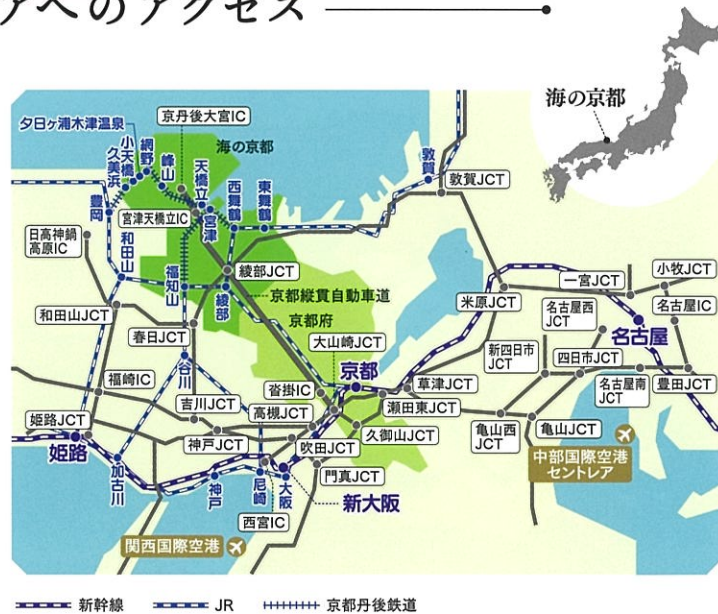 アへのアクセス
海の京都
夕日ヶ浦木津温泉
京丹後大宮IC
海の京都
小天橋
久美浜
網野
峰山
天橋立
宮津
西舞鶴
東舞鶴
敦賀
敦賀JCT
豊岡
宮津天橋立IC
日高神鍋
高原IC
和田山
福知山
綾部JCT
綾部
京都縦貫自動車道
京都府
米原JCT
一宮JCT
小牧JCT
名古屋西
JCT
名古屋IC
名古屋
和田山JCT
春日JCT
大山崎JCT
新四日市
JCT
四日市JCT
谷川
京都
福崎IC
沓掛IC
草津JCT
名古屋南
JCT
豊田JCT
吉川JCT
高槻JCT
瀬田東JCT
姫路JCT
神戸JCT
吹田JCT
久御山JCT
亀山西
JCT
亀山JCT
姫路
加古川
神戸
尼崎
大阪
門真JCT
中部国際空港
セントレア
新大阪
西宮IC
関西国際空港
新幹線
JR
京都丹後鉄道